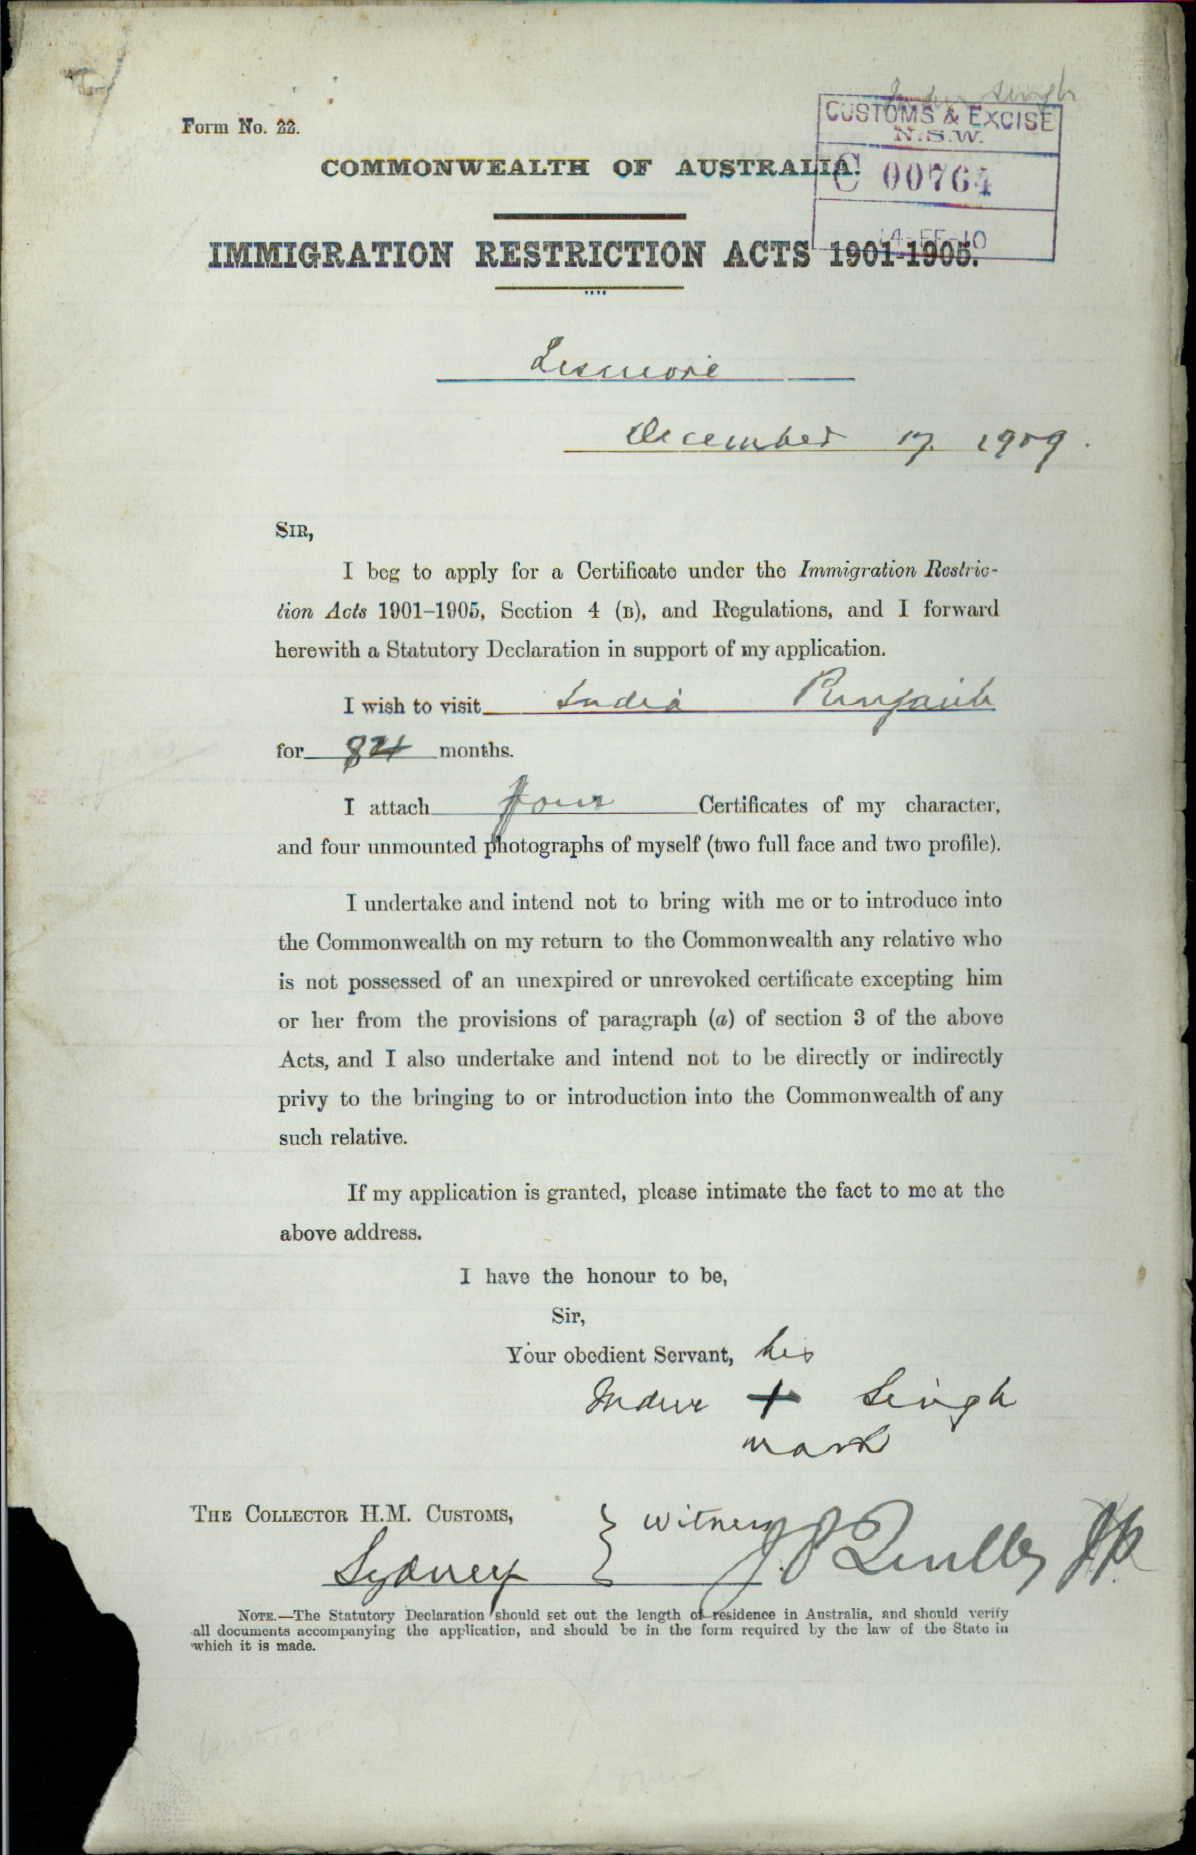 Indur Singh
Form No. 22.
CUSTOMS & EXCISE
N.S.W.
COMMONWEALTH OF AUSTRALIA.
C 00764
IMMIGRATION RESTRICTION ACTS 1901-1905.
Lismore
December 17. 1909.
SIR,
I beg to apply for a Certificate under the Immigration Restric-
tion Acts 1901-1905, Section 4 (B), and Regulations, and I forward
herewith a Statutory Declaration in support of my application.
I wish to visit India Punjaub
for months.
I attach four Certificates of my character,
and four unmounted photographs of myself (two full face and two profile).
I undertake and intend not to bring with me or to introduce into
the Commonwealth on my return to the Commonwealth any relative who
is not possessed of an unexpired or unrevoked certificate excepting him
or her from the provisions of paragraph (a) of section 3 of the above
Acts, and I also undertake and intend not to be directly or indirectly
privy to the bringing to or introduction into the Commonwealth of any
such relative.
If my application is granted, please intimate the fact to me at the
above address.
I have the honour to be,
Sir,
Your obedient Servant, his
Indur + Singh
mark
THE COLLECTOR H.M. CUSTOMS, } Witness J. P. JP
Sydney
NOTE.—The Statutory Declaration should set out the length of residence in Australia, and should verify
all documents accompanying the application, and should be in the form required by the law of the State in
which it is made.